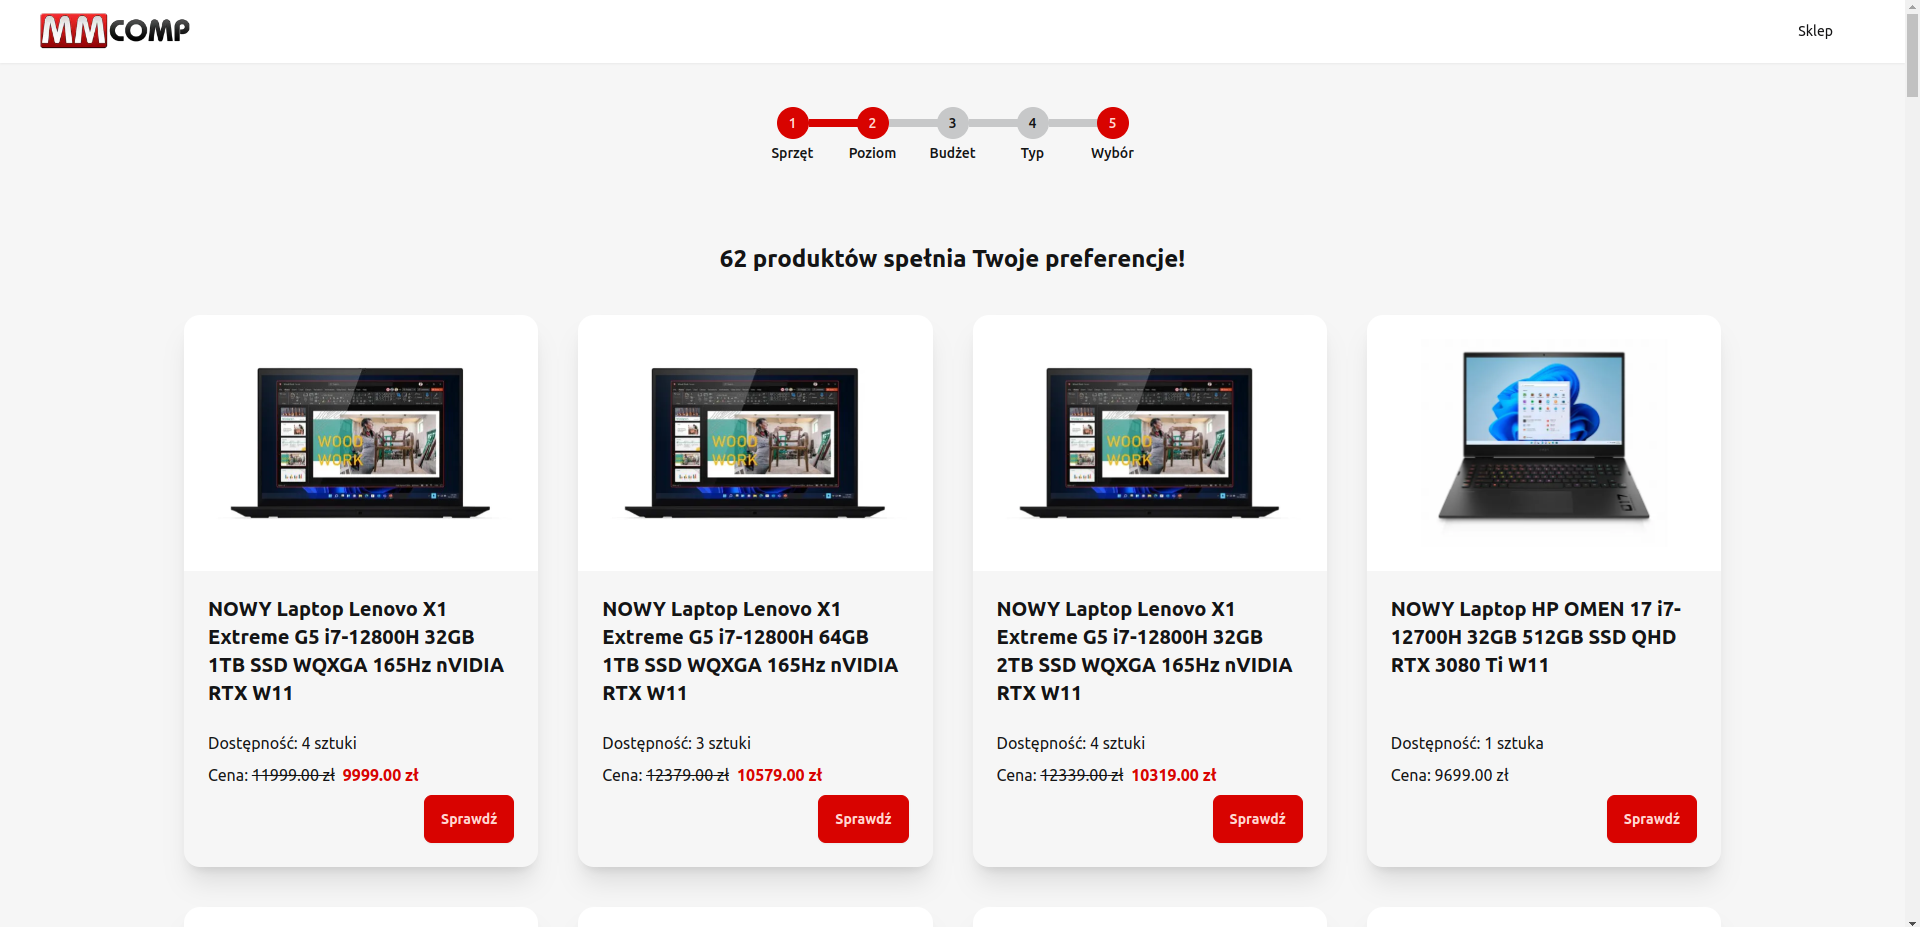 MMCOMP
Sklep
1 2 3 4 5
Sprzęt Poziom Budżet Typ Wybór
62 produktów spełnia Twoje preferencje!
WOOD
WORK
WOOD
WORK
WOOD
WORK
NOWY Laptop Lenovo X1
Extreme G5 i7-12800H 32GB
1TB SSD WQXGA 165Hz nVIDIA
RTX W11
Dostępność: 4 sztuki
Cena: 11999.00 zł 9999.00 zł
Sprawdź
NOWY Laptop Lenovo X1
Extreme G5 i7-12800H 64GB
1TB SSD WQXGA 165Hz nVIDIA
RTX W11
Dostępność: 3 sztuki
Cena: 12379.00 zł 10579.00 zł
Sprawdź
NOWY Laptop Lenovo X1
Extreme G5 i7-12800H 32GB
2TB SSD WQXGA 165Hz nVIDIA
RTX W11
Dostępność: 4 sztuki
Cena: 12339.00 zł 10319.00 zł
Sprawdź
NOWY Laptop HP OMEN 17 i7-
12700H 32GB 512GB SSD QHD
RTX 3080 Ti W11
Dostępność: 1 sztuka
Cena: 9699.00 zł
Sprawdź